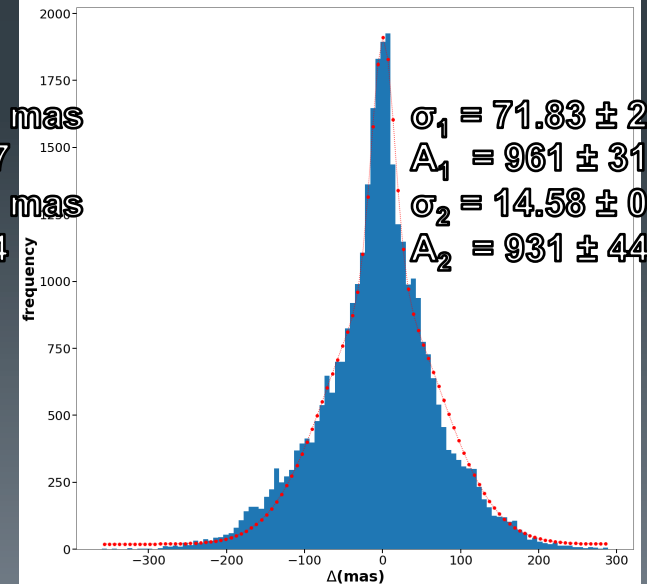 2000
1750
mas
σ1 = 71.83 ± 2
1500
7
A1 = 961 ± 31
mas
σ2 = 14.58 ± 0
1250
4
A2 = 931 ± 44
frequency
1000
750
500
250
0
−300 −200 −100 0 100 200 300
Δ(mas)